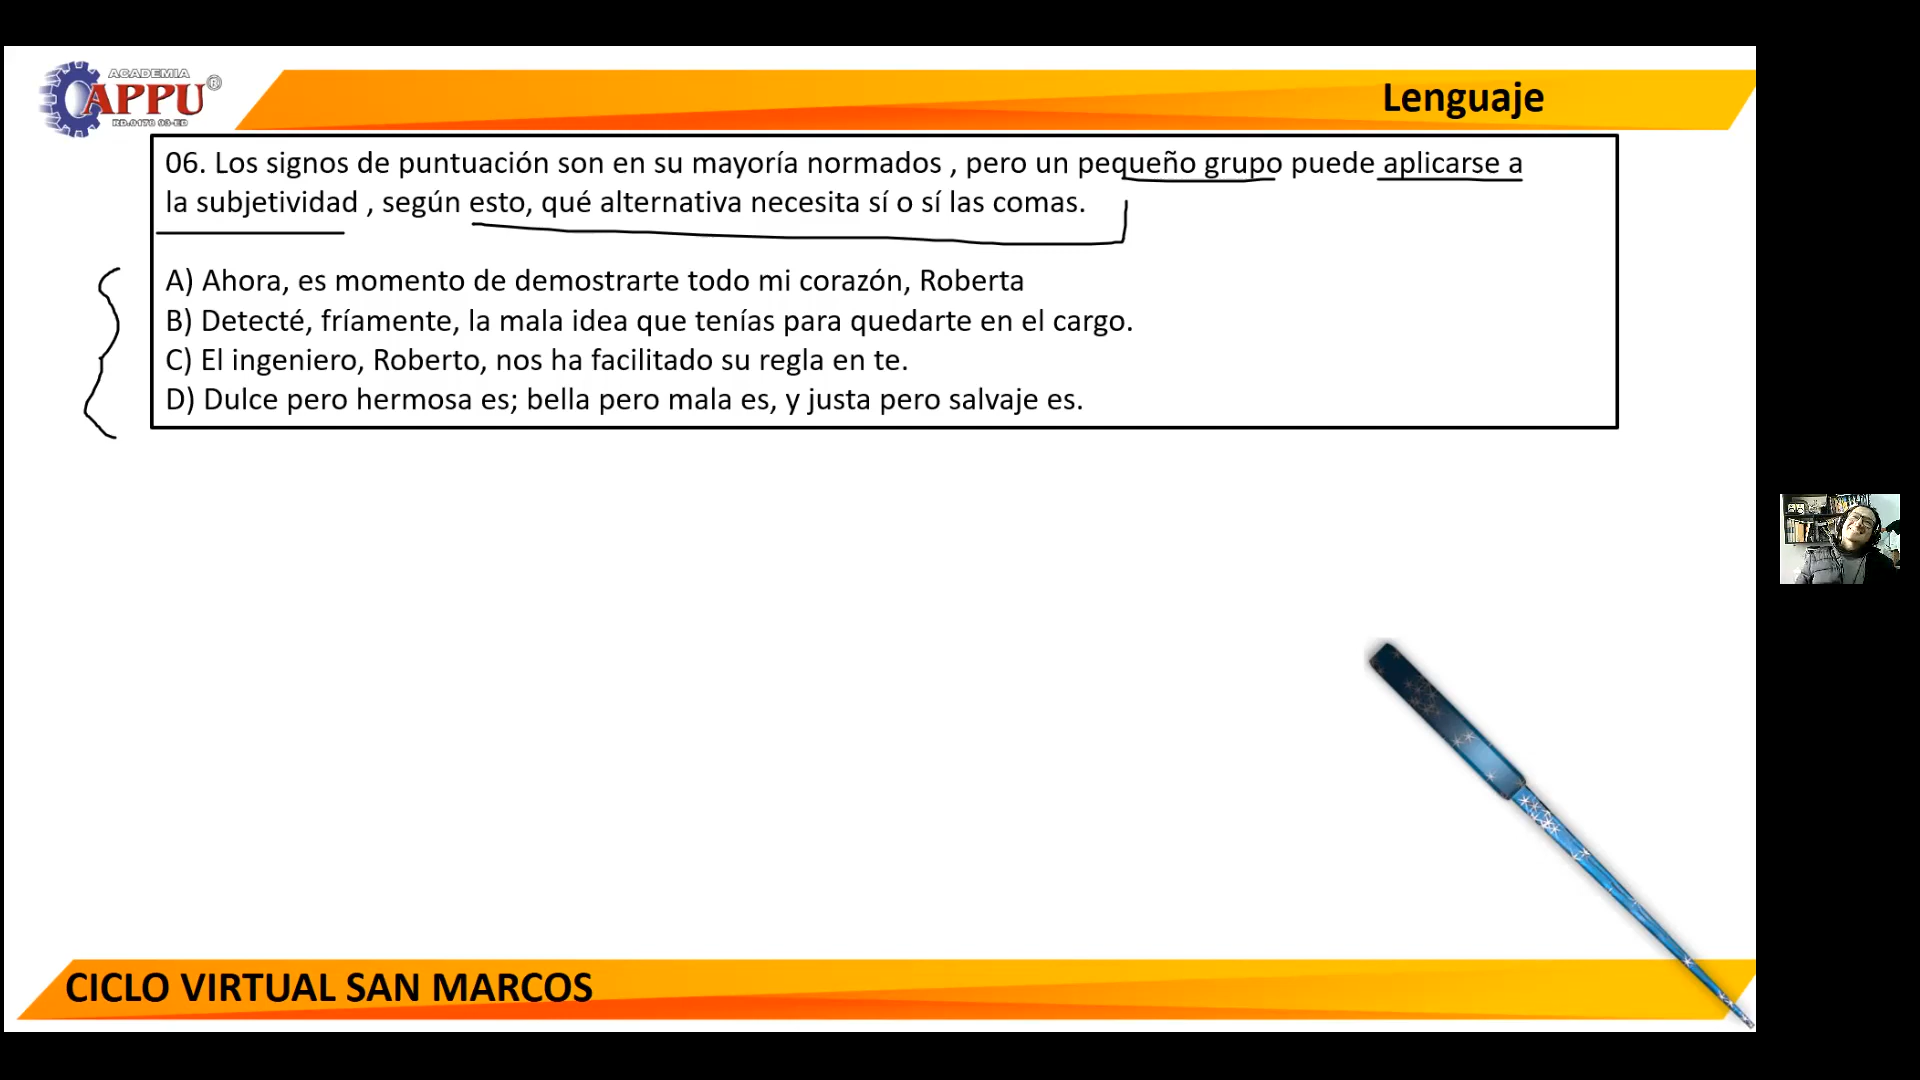 ACADEMIA
APPU®
RD.0170 93-ED
Lenguaje
06. Los signos de puntuación son en su mayoría normados , pero un pequeño grupo puede aplicarse a
la subjetividad , según esto, qué alternativa necesita sí o sí las comas.
A) Ahora, es momento de demostrarte todo mi corazón, Roberta
B) Detecté, fríamente, la mala idea que tenías para quedarte en el cargo.
C) El ingeniero, Roberto, nos ha facilitado su regla en te.
D) Dulce pero hermosa es; bella pero mala es, y justa pero salvaje es.
CICLO VIRTUAL SAN MARCOS